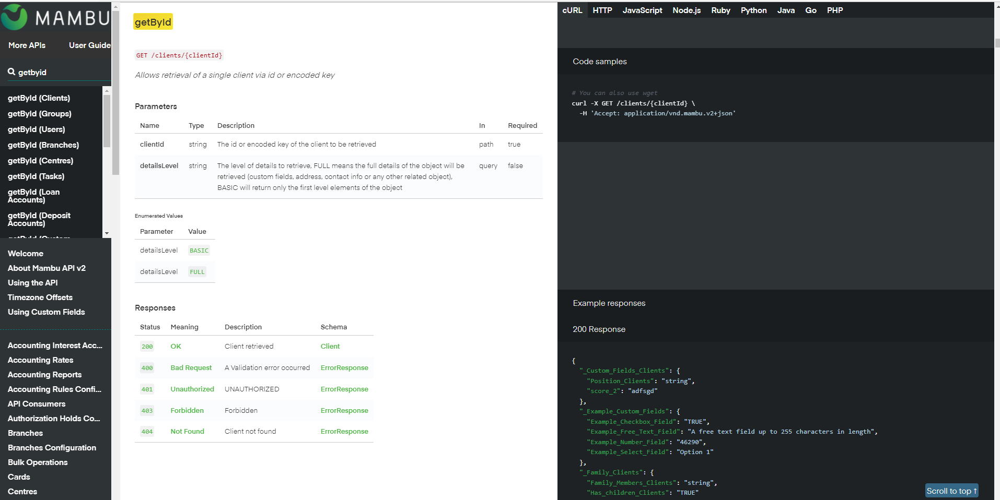 MAMBU
More APIs User Guide
getbyid
getById (Clients)
getById (Groups)
getById (Users)
getById (Branches)
getById (Centres)
getById (Tasks)
getById (Loan
Accounts)
getById (Deposit
Accounts)
Welcome
About Mambu API v2
Using the API
Timezone Offsets
Using Custom Fields
Accounting Interest Acc...
Accounting Rates
Accounting Reports
Accounting Rules Confi...
API Consumers
Authorization Holds Co...
Branches
Branches Configuration
Bulk Operations
Cards
Centres
getById
GET /clients/{clientId}
Allows retrieval of a single client via id or encoded key
Parameters
Name Type Description In Required
clientId string The id or encoded key of the client to be retrieved path true
detailsLevel string The level of details to retrieve, FULL means the full details of the object will be query false
retrieved (custom fields, address, contact info or any other related object),
BASIC will return only the first level elements of the object
Enumerated Values
Parameter Value
detailsLevel BASIC
detailsLevel FULL
Responses
Status Meaning Description Schema
200 OK Client retrieved Client
400 Bad Request A Validation error occurred ErrorResponse
401 Unauthorized UNAUTHORIZED ErrorResponse
403 Forbidden Forbidden ErrorResponse
404 Not Found Client not found ErrorResponse
cURL HTTP JavaScript Node.js Ruby Python Java Go PHP
Code samples
# You can also use wget
curl -X GET /clients/{clientId} \
-H 'Accept: application/vnd.mambu.v2+json'
Example responses
200 Response
{
"_Custom_Fields_Clients": {
"Position_Clients": "string",
"score_2": "adfsgd"
},
"_Example_Custom_Fields": {
"Example_Checkbox_Field": "TRUE",
"Example_Free_Text_Field": "A free text field up to 255 characters in length",
"Example_Number_Field": "46290",
"Example_Select_Field": "Option 1"
},
"_Family_Clients": {
"Family_Members_Clients": "string",
"Has_children_Clients": "TRUE"
Scroll to top ↑